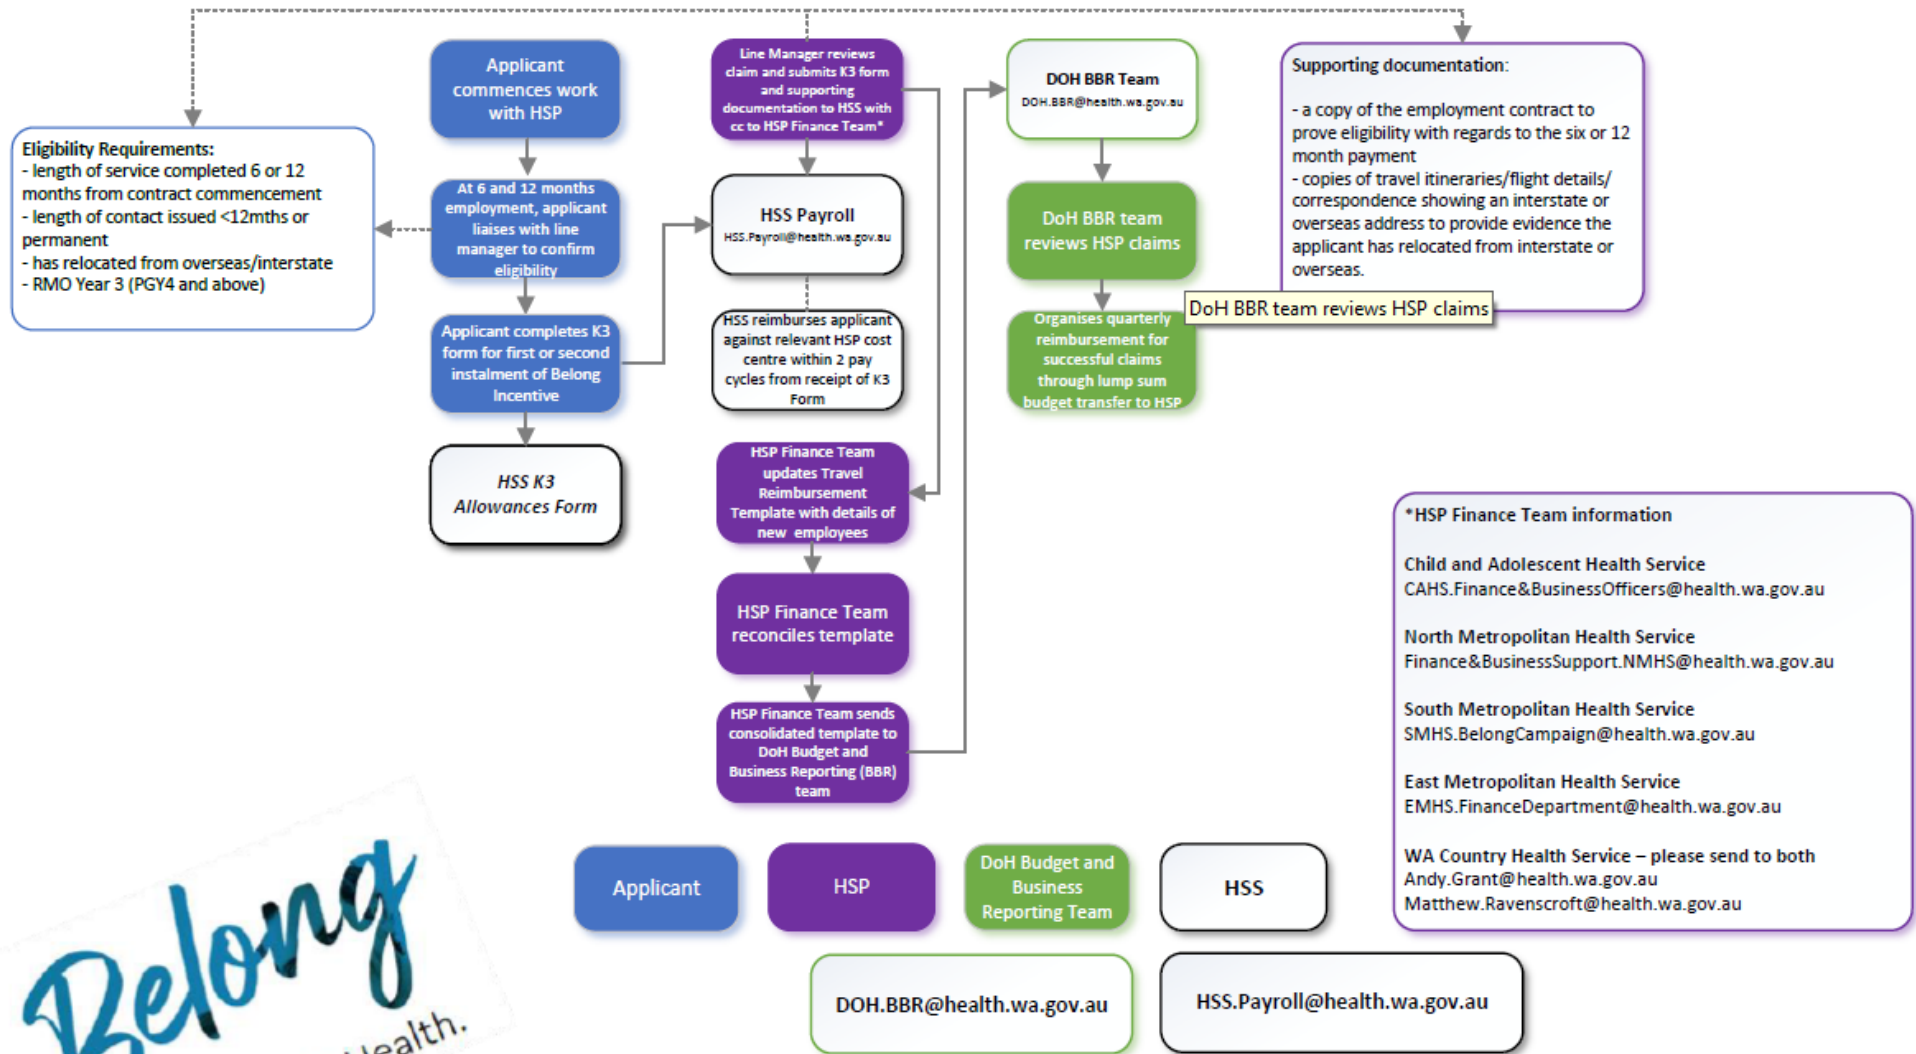 Applicant
commences work
with HSP
Line Manager reviews
claim and submits K3 form
and supporting
documentation to HSS with
cc to HSP Finance Team*
DOH BBR Team
DOH.BBR@health.wa.gov.au
Supporting documentation:
- a copy of the employment contract to
prove eligibility with regards to the six or 12
month payment
- copies of travel itineraries/flight details/
correspondence showing an interstate or
overseas address to provide evidence the
applicant has relocated from interstate or
overseas.
Eligibility Requirements:
- length of service completed 6 or 12
months from contract commencement
- length of contact issued <12mths or
permanent
- has relocated from overseas/interstate
- RMO Year 3 (PGY4 and above)
At 6 and 12 months
employment, applicant
liaises with line
manager to confirm
eligibility
HSS Payroll
HSS.Payroll@health.wa.gov.au
DoH BBR team
reviews HSP claims
DoH BBR team reviews HSP claims
Applicant completes K3
form for first or second
instalment of Belong
Incentive
HSS reimburses applicant
against relevant HSP cost
centre within 2 pay
cycles from receipt of K3
Form
Organises quarterly
reimbursement for
successful claims
through lump sum
budget transfer to HSP
HSS K3
Allowances Form
HSP Finance Team
updates Travel
Reimbursement
Template with details of
new employees
HSP Finance Team
reconciles template
HSP Finance Team sends
consolidated template to
DoH Budget and
Business Reporting (BBR)
team
*HSP Finance Team information
Child and Adolescent Health Service
CAHS.Finance&BusinessOfficers@health.wa.gov.au
North Metropolitan Health Service
Finance&BusinessSupport.NMHS@health.wa.gov.au
South Metropolitan Health Service
SMHS.BelongCampaign@health.wa.gov.au
East Metropolitan Health Service
EMHS.FinanceDepartment@health.wa.gov.au
WA Country Health Service – please send to both
Andy.Grant@health.wa.gov.au
Matthew.Ravenscroft@health.wa.gov.au
Applicant
HSP
DoH Budget and
Business
Reporting Team
HSS
DOH.BBR@health.wa.gov.au
HSS.Payroll@health.wa.gov.au
Belong
Health.